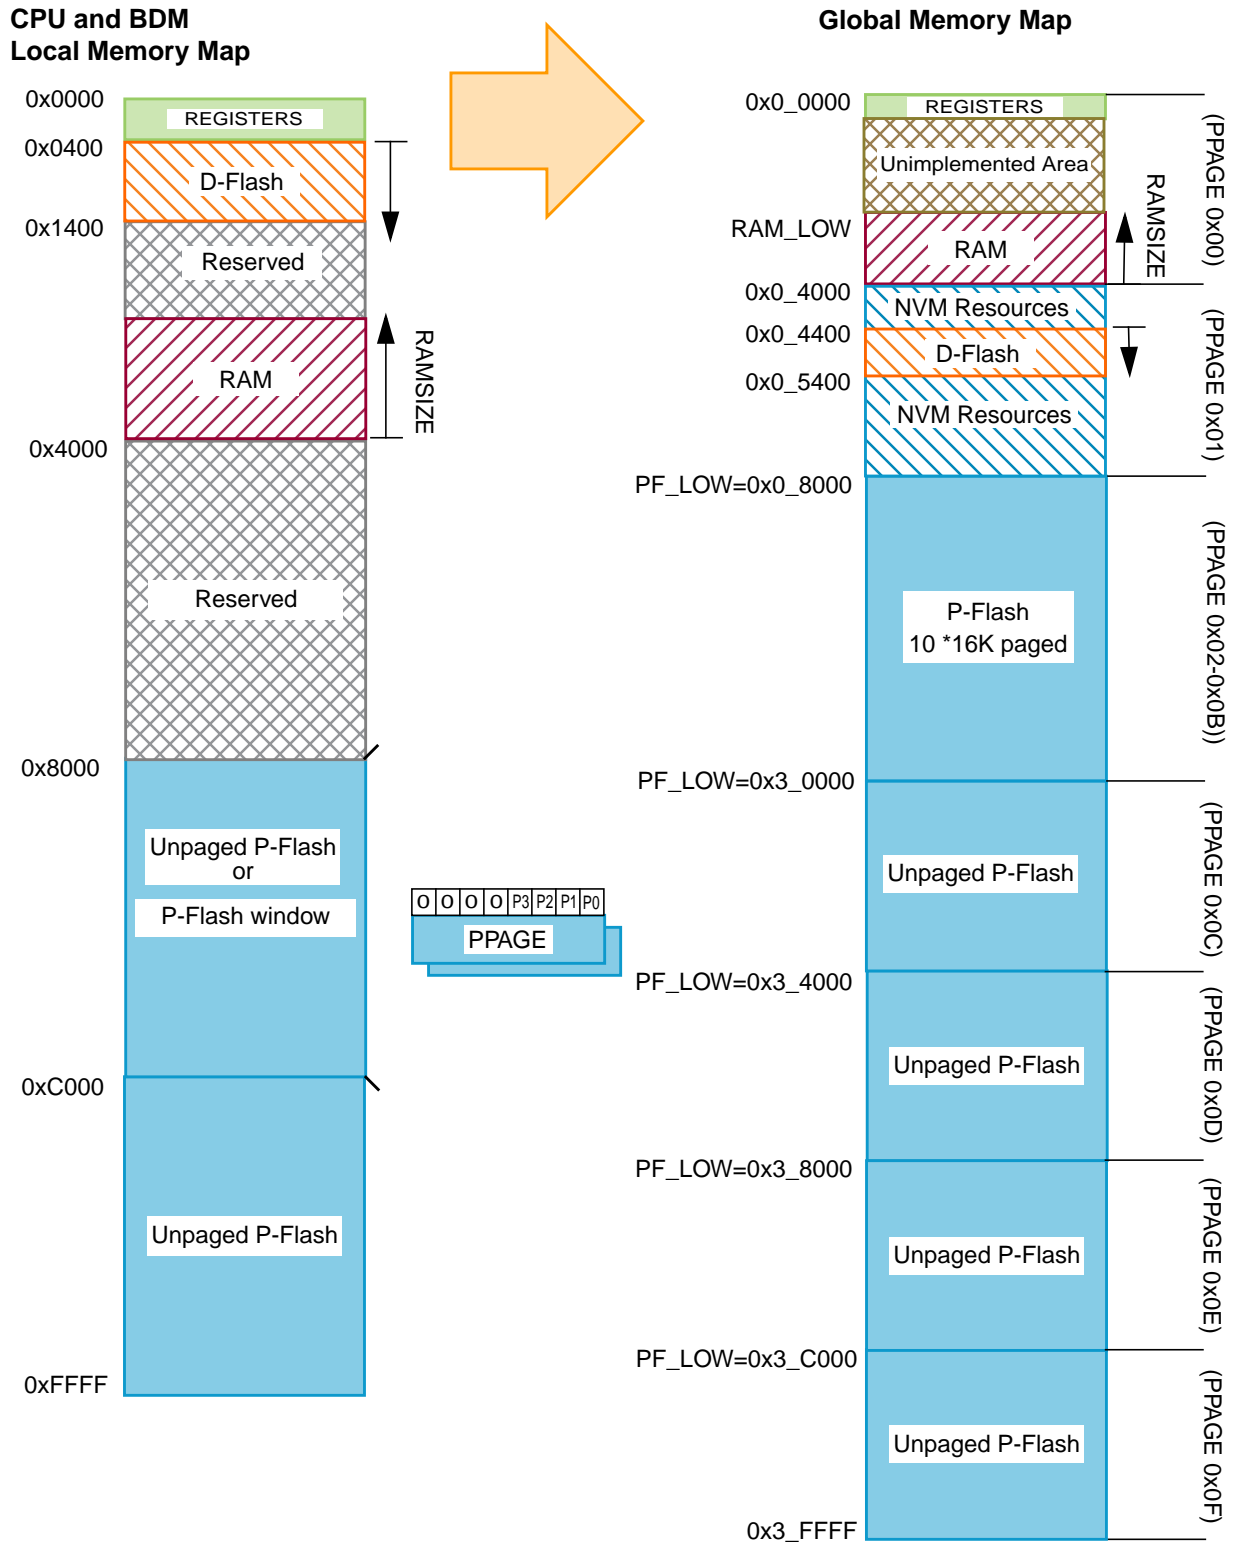 CPU and BDM
Local Memory Map
0x0000
REGISTERS
0x0400
D-Flash
0x1400
Reserved
RAM
RAMSIZE
0x4000
Reserved
0x8000
Unpaged P-Flash
or
P-Flash window
0xC000
Unpaged P-Flash
0xFFFF
0 0 0 0 P3 P2 P1 P0
PPAGE
Global Memory Map
0x0_0000
REGISTERS
Unimplemented Area
RAM_LOW
RAM
RAMSIZE
(PPAGE 0x00)
0x0_4000
NVM Resources
0x0_4400
D-Flash
0x0_5400
NVM Resources
(PPAGE 0x01)
PF_LOW=0x0_8000
P-Flash
10 *16K paged
(PPAGE 0x02-0x0B))
PF_LOW=0x3_0000
Unpaged P-Flash
(PPAGE 0x0C)
PF_LOW=0x3_4000
Unpaged P-Flash
(PPAGE 0x0D)
PF_LOW=0x3_8000
Unpaged P-Flash
(PPAGE 0x0E)
PF_LOW=0x3_C000
Unpaged P-Flash
(PPAGE 0x0F)
0x3_FFFF